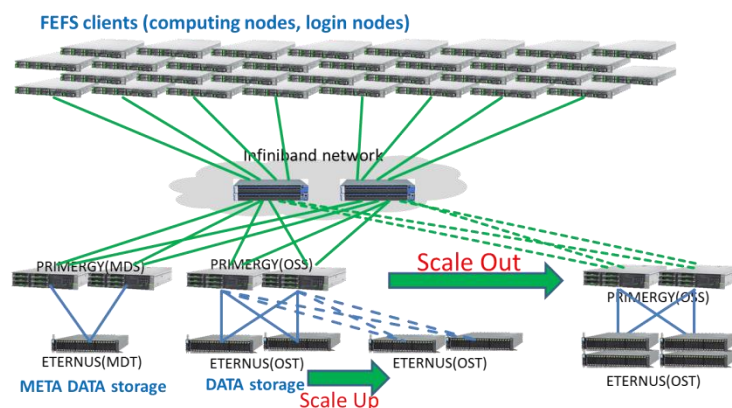 FEFS clients (computing nodes, login nodes)
Infiniband network
PRIMERGY(MDS)
PRIMERGY(OSS)
Scale Out
PRIMERGY(OSS)
ETERNUS(MDT)
ETERNUS(OST)
ETERNUS(OST)
ETERNUS(OST)
META DATA storage
DATA storage
Scale Up